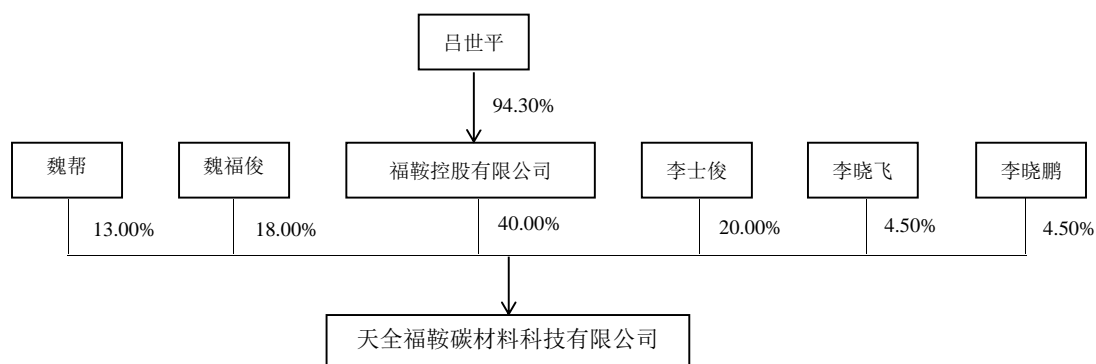 吕世平
94.30%
魏帮
魏福俊
福鞍控股有限公司
李士俊
李晓飞
李晓鹏
13.00%
18.00%
40.00%
20.00%
4.50%
4.50%
天全福鞍碳材料科技有限公司